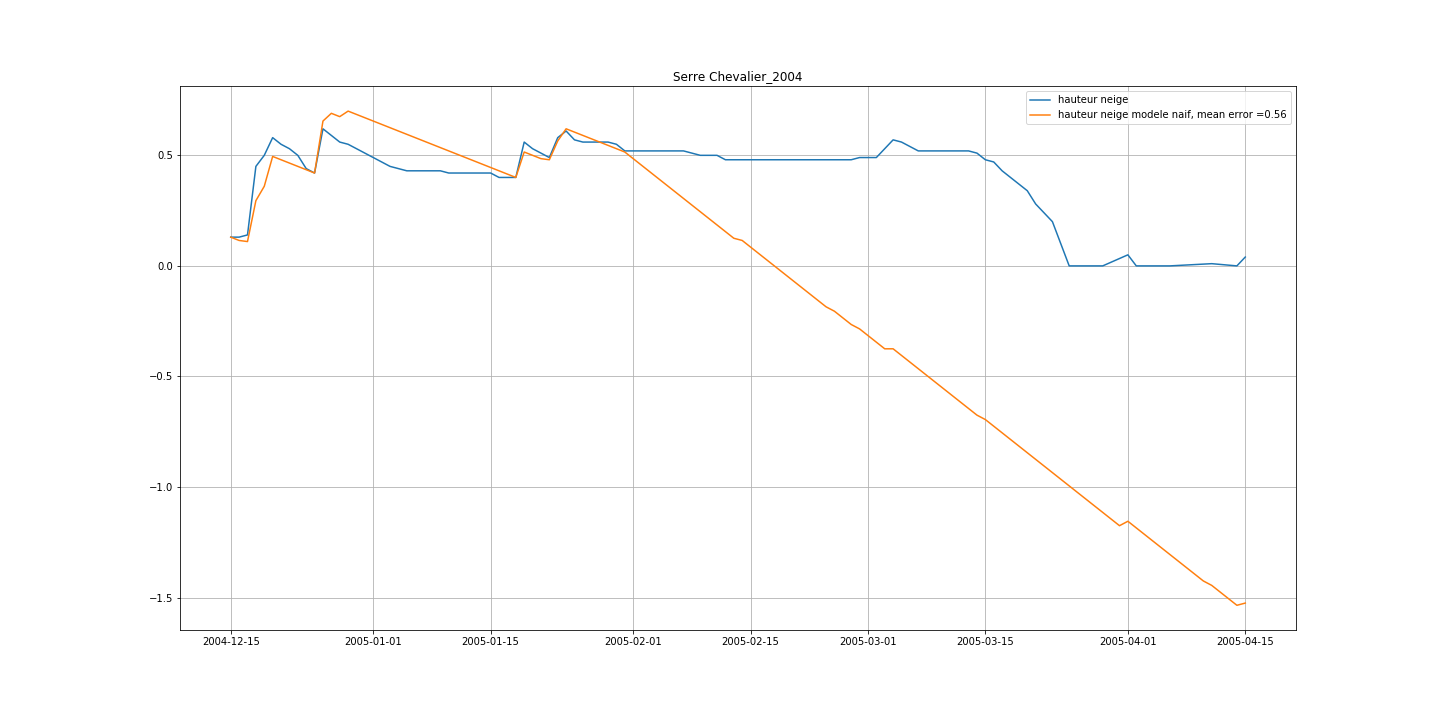 Serre Chevalier_2004
hauteur neige
hauteur neige modele naif, mean error =0.56
0.5
0.0
−0.5
−1.0
−1.5
2004-12-15 2005-01-01 2005-01-15 2005-02-01 2005-02-15 2005-03-01 2005-03-15 2005-04-01 2005-04-15